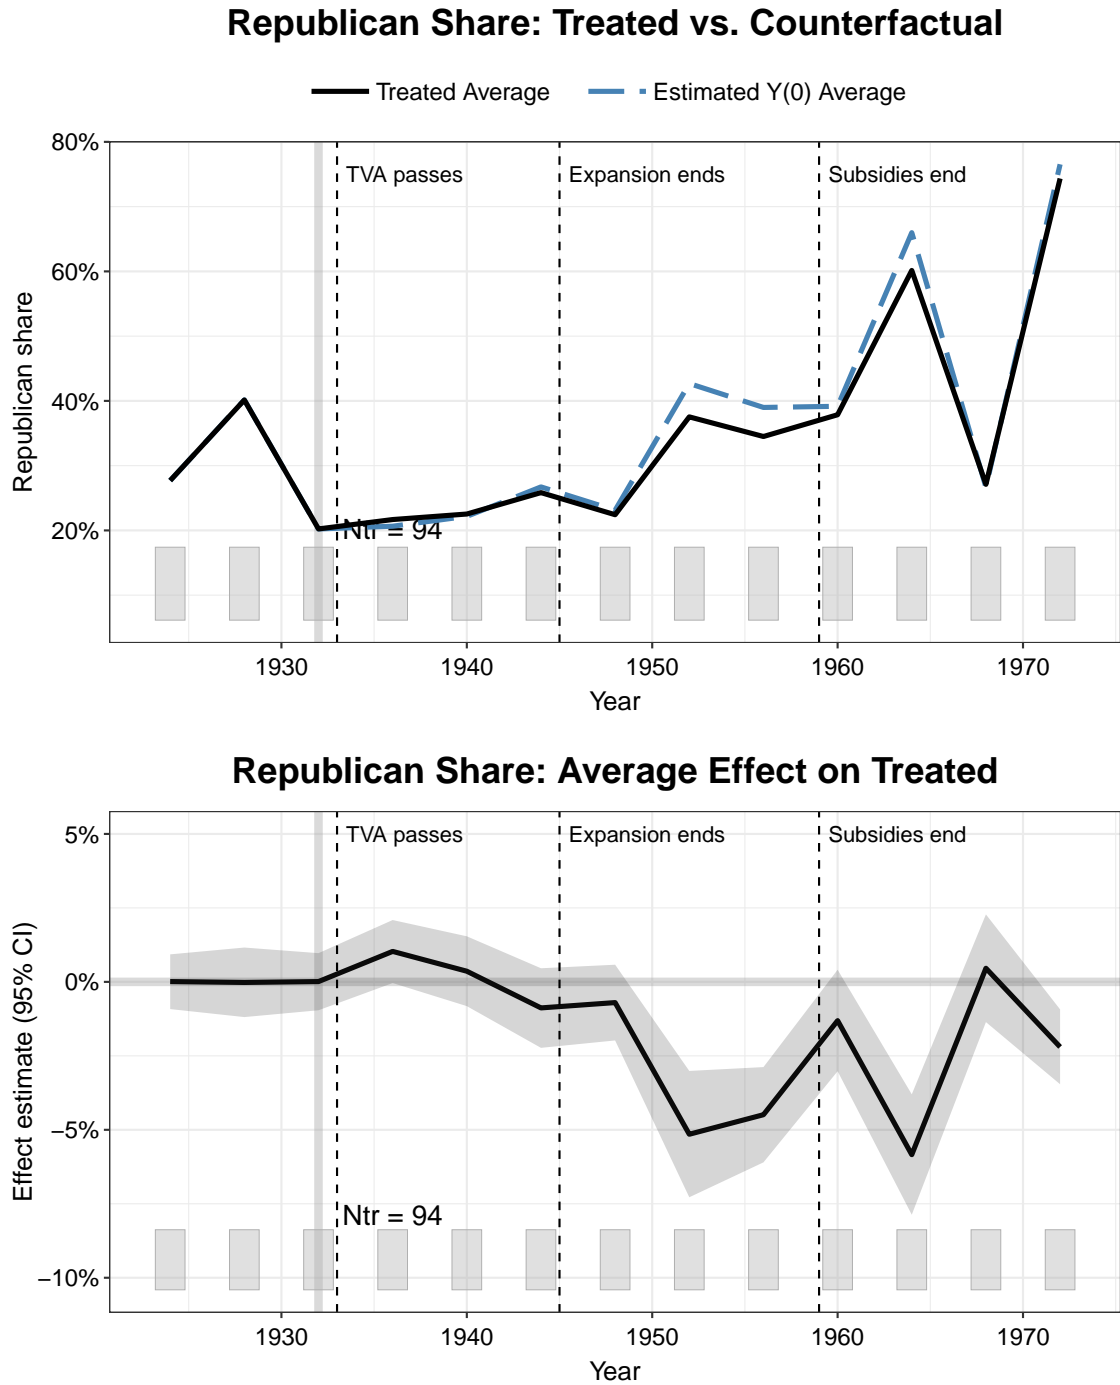 Republican Share: Treated vs. Counterfactual
Treated Average
Estimated Y(0) Average
80%
60%
40%
20%
Republican share
TVA passes
Expansion ends
Subsidies end
Ntr = 94
1930
1940
1950
1960
1970
Year
Republican Share: Average Effect on Treated
5%
0%
−5%
−10%
Effect estimate (95% CI)
TVA passes
Expansion ends
Subsidies end
Ntr = 94
1930
1940
1950
1960
1970
Year